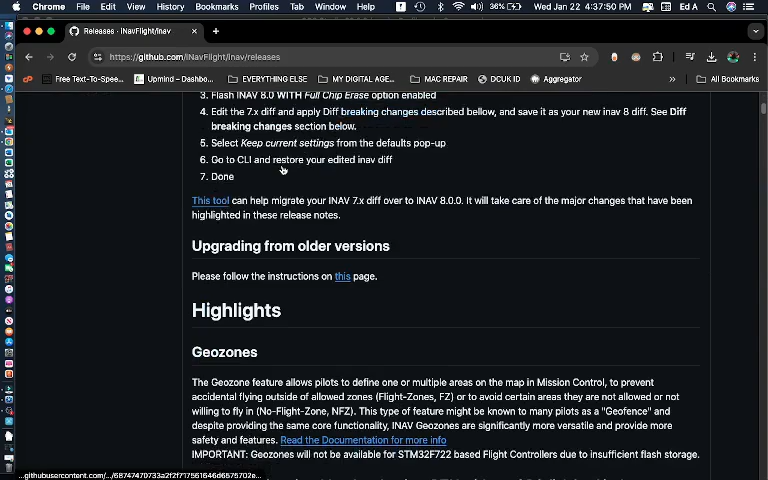 Chrome File Edit View History Bookmarks Profiles Tab Window Help 36% Wed Jan 22 4:37:50 PM Ed A
Releases · iNavFlight/inav
https://github.com/iNavFlight/inav/releases
Free Text-To-Spee... Upmind – Dashbo... EVERYTHING ELSE MY DIGITAL AGE... MAC REPAIR DCUK ID Aggregator » All Bookmarks
3. Flash INAV 8.0 WITH Full Chip Erase option enabled
4. Edit the 7.x diff and apply Diff breaking changes described bellow, and save it as your new inav 8 diff. See Diff
breaking changes section below.
5. Select Keep current settings from the defaults pop-up
6. Go to CLI and restore your edited inav diff
7. Done
This tool can help migrate your INAV 7.x diff over to INAV 8.0.0. It will take care of the major changes that have been
highlighted in these release notes.
Upgrading from older versions
Please follow the instructions on this page.
Highlights
Geozones
The Geozone feature allows pilots to define one or multiple areas on the map in Mission Control, to prevent
accidental flying outside of allowed zones (Flight-Zones, FZ) or to avoid certain areas they are not allowed or not
willing to fly in (No-Flight-Zone, NFZ). This type of feature might be known to many pilots as a "Geofence" and
despite providing the same core functionality, INAV Geozones are significantly more versatile and provide more
safety and features. Read the Documentation for more info
IMPORTANT: Geozones will not be available for STM32F722 based Flight Controllers due to insufficient flash storage.